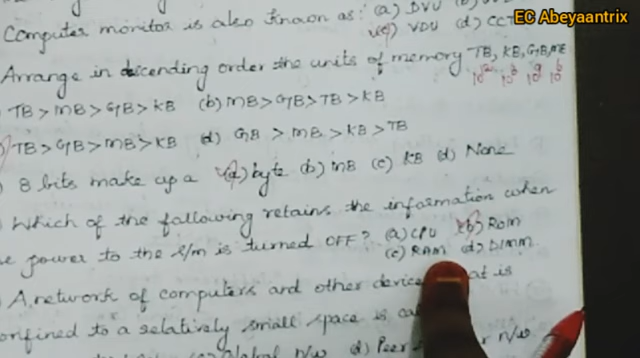 EC Abeyaantrix
Computer monitor is also known as: (a) DVU
(c) VDU (d) CCT
Arrange in descending order the units of memory TB, KB, GB, MB
10¹² 10³ 10⁹ 10⁶
TB > MB > GB > KB (b) MB > GB > TB > KB
TB > GB > MB > KB (d) GB > MB > KB > TB
8 bits make up a (a) byte (b) MB (c) KB (d) None
Which of the following retains the information when
power to the s/m is turned OFF? (a) CPU (b) ROM
(c) RAM (d) DIMM
A network of computers and other device at is
onfined to a relatively small space is
global n/w (d) Peer n/w